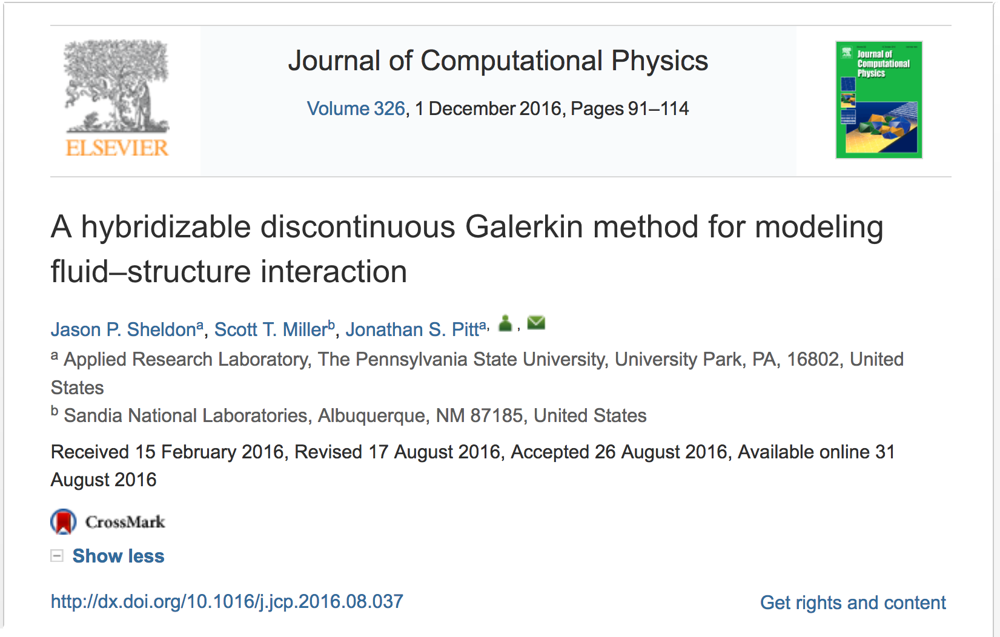 ELSEVIER
Journal of Computational Physics
Volume 326, 1 December 2016, Pages 91–114
Journal of
Computational
Physics
A hybridizable discontinuous Galerkin method for modeling
fluid–structure interaction
Jason P. Sheldonᵃ, Scott T. Millerᵇ, Jonathan S. Pittᵃ, ,
ᵃ Applied Research Laboratory, The Pennsylvania State University, University Park, PA, 16802, United
States
ᵇ Sandia National Laboratories, Albuquerque, NM 87185, United States
Received 15 February 2016, Revised 17 August 2016, Accepted 26 August 2016, Available online 31
August 2016
CrossMark
Show less
http://dx.doi.org/10.1016/j.jcp.2016.08.037
Get rights and content